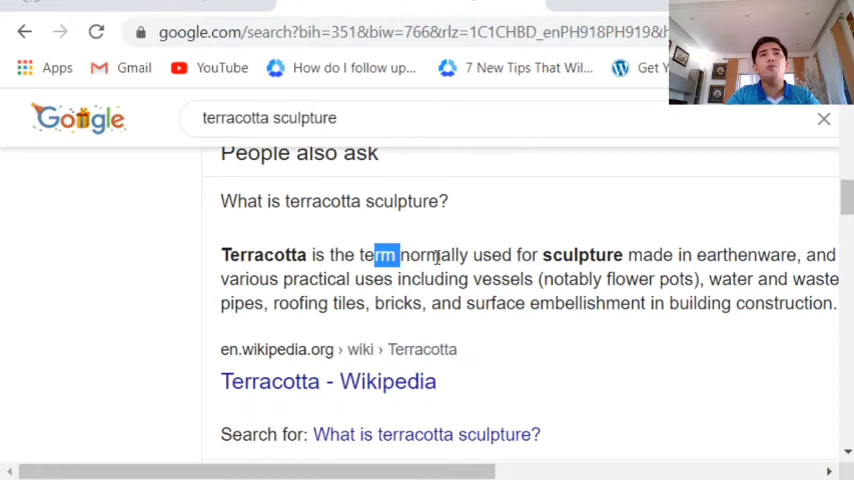 google.com/search?bih=351&biw=766&rlz=1C1CHBD_enPH918PH919&
Apps Gmail YouTube How do I follow up... 7 New Tips That Wil... Get
Google terracotta sculpture
People also ask
What is terracotta sculpture?
Terracotta is the term normally used for sculpture made in earthenware, and
various practical uses including vessels (notably flower pots), water and waste
pipes, roofing tiles, bricks, and surface embellishment in building construction.
en.wikipedia.org › wiki › Terracotta
Terracotta - Wikipedia
Search for: What is terracotta sculpture?